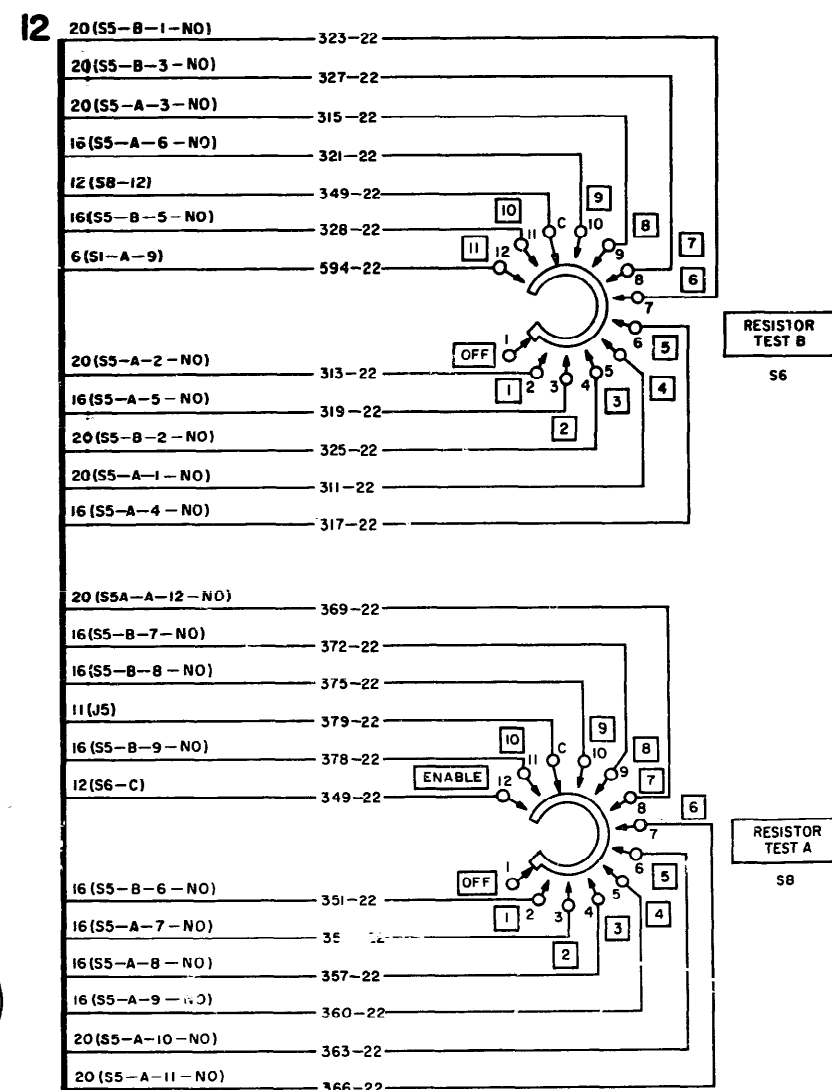 12
20(S5-B-1-NO)
323-22
20(S5-B-3-NO)
327-22
20(S5-A-3-NO)
315-22
16(S5-A-6-NO)
321-22
12(S8-12)
349-22
16(S5-B-5-NO)
328-22
6(S1-A-9)
594-22
10
11
C
9
10
8
9
7
8
6
7
11
12
OFF
1
5
6
RESISTOR
TEST B
S6
20(S5-A-2-NO)
313-22
1
2
3
4
5
3
4
2
16(S5-A-5-NO)
319-22
20(S5-B-2-NO)
325-22
20(S5-A-1-NO)
311-22
16(S5-A-4-NO)
317-22
20(S5A-A-12-NO)
369-22
16(S5-B-7-NO)
372-22
16(S5-B-8-NO)
375-22
11(J5)
379-22
16(S5-B-9-NO)
378-22
12(S6-C)
349-22
10
11
C
9
10
8
9
7
8
6
7
ENABLE
12
OFF
1
5
6
RESISTOR
TEST A
S8
16(S5-B-6-NO)
351-22
1
2
3
4
5
3
4
2
16(S5-A-7-NO)
35
16(S5-A-8-NO)
357-22
16(S5-A-9-NO)
360-22
20(S5-A-10-NO)
363-22
20(S5-A-11-NO)
366-22